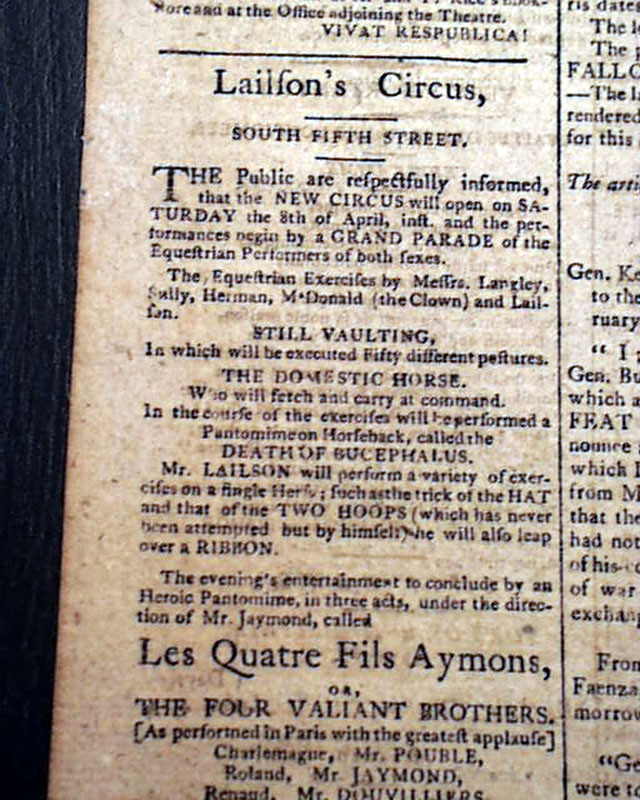 at the Office adjoining the Theatre.
VIVAT RESPUBLICA!
Lailſon's Circus,
SOUTH FIFTH STREET.
THE Public are reſpectfully informed,
that the NEW CIRCUS will open on SA-
TURDAY the 8th of April, inſt. and the per-
formances begin by a GRAND PARADE of the
Equeſtrian Performers of both ſexes.
The Equeſtrian Exerciſes by Meſſrs. Langley,
Sully, Herman, M'Donald (the Clown) and Lail-
ſon.
STILL VAULTING,
In which will be executed Fifty different poſtures.
THE DOMESTIC HORSE.
Who will fetch and carry at command.
In the courſe of the exerciſes will be performed a
Pantomime on Horſeback, called the
DEATH OF BUCEPHALUS.
Mr. LAILSON will perform a variety of exer-
ciſes on a ſingle Horſe; ſuch as the trick of the HAT
and that of the TWO HOOPS (which has never
been attempted but by himſelf) he will alſo leap
over a RIBBON.
The evening's entertainment to conclude by an
Heroic Pantomime, in three acts, under the direc-
tion of Mr. Jaymond, called
Les Quatre Fils Aymons,
OR,
THE FOUR VALIANT BROTHERS.
[As performed in Paris with the greateſt applauſe]
Charlemagne, Mr. POUBLE,
Roland, Mr. JAYMOND,
Renaud, Mr. DOUVILLIERS
ris dates
The
The
FALLO
—The
rendered
for this
The arti
Gen. Ke
to the
ruary
" I
Gen. Bu
which a
FEAT
nounce
which I
from M
that the
had not
of his
of war
exchang
From
Faenza
morrow
"Ge
were to